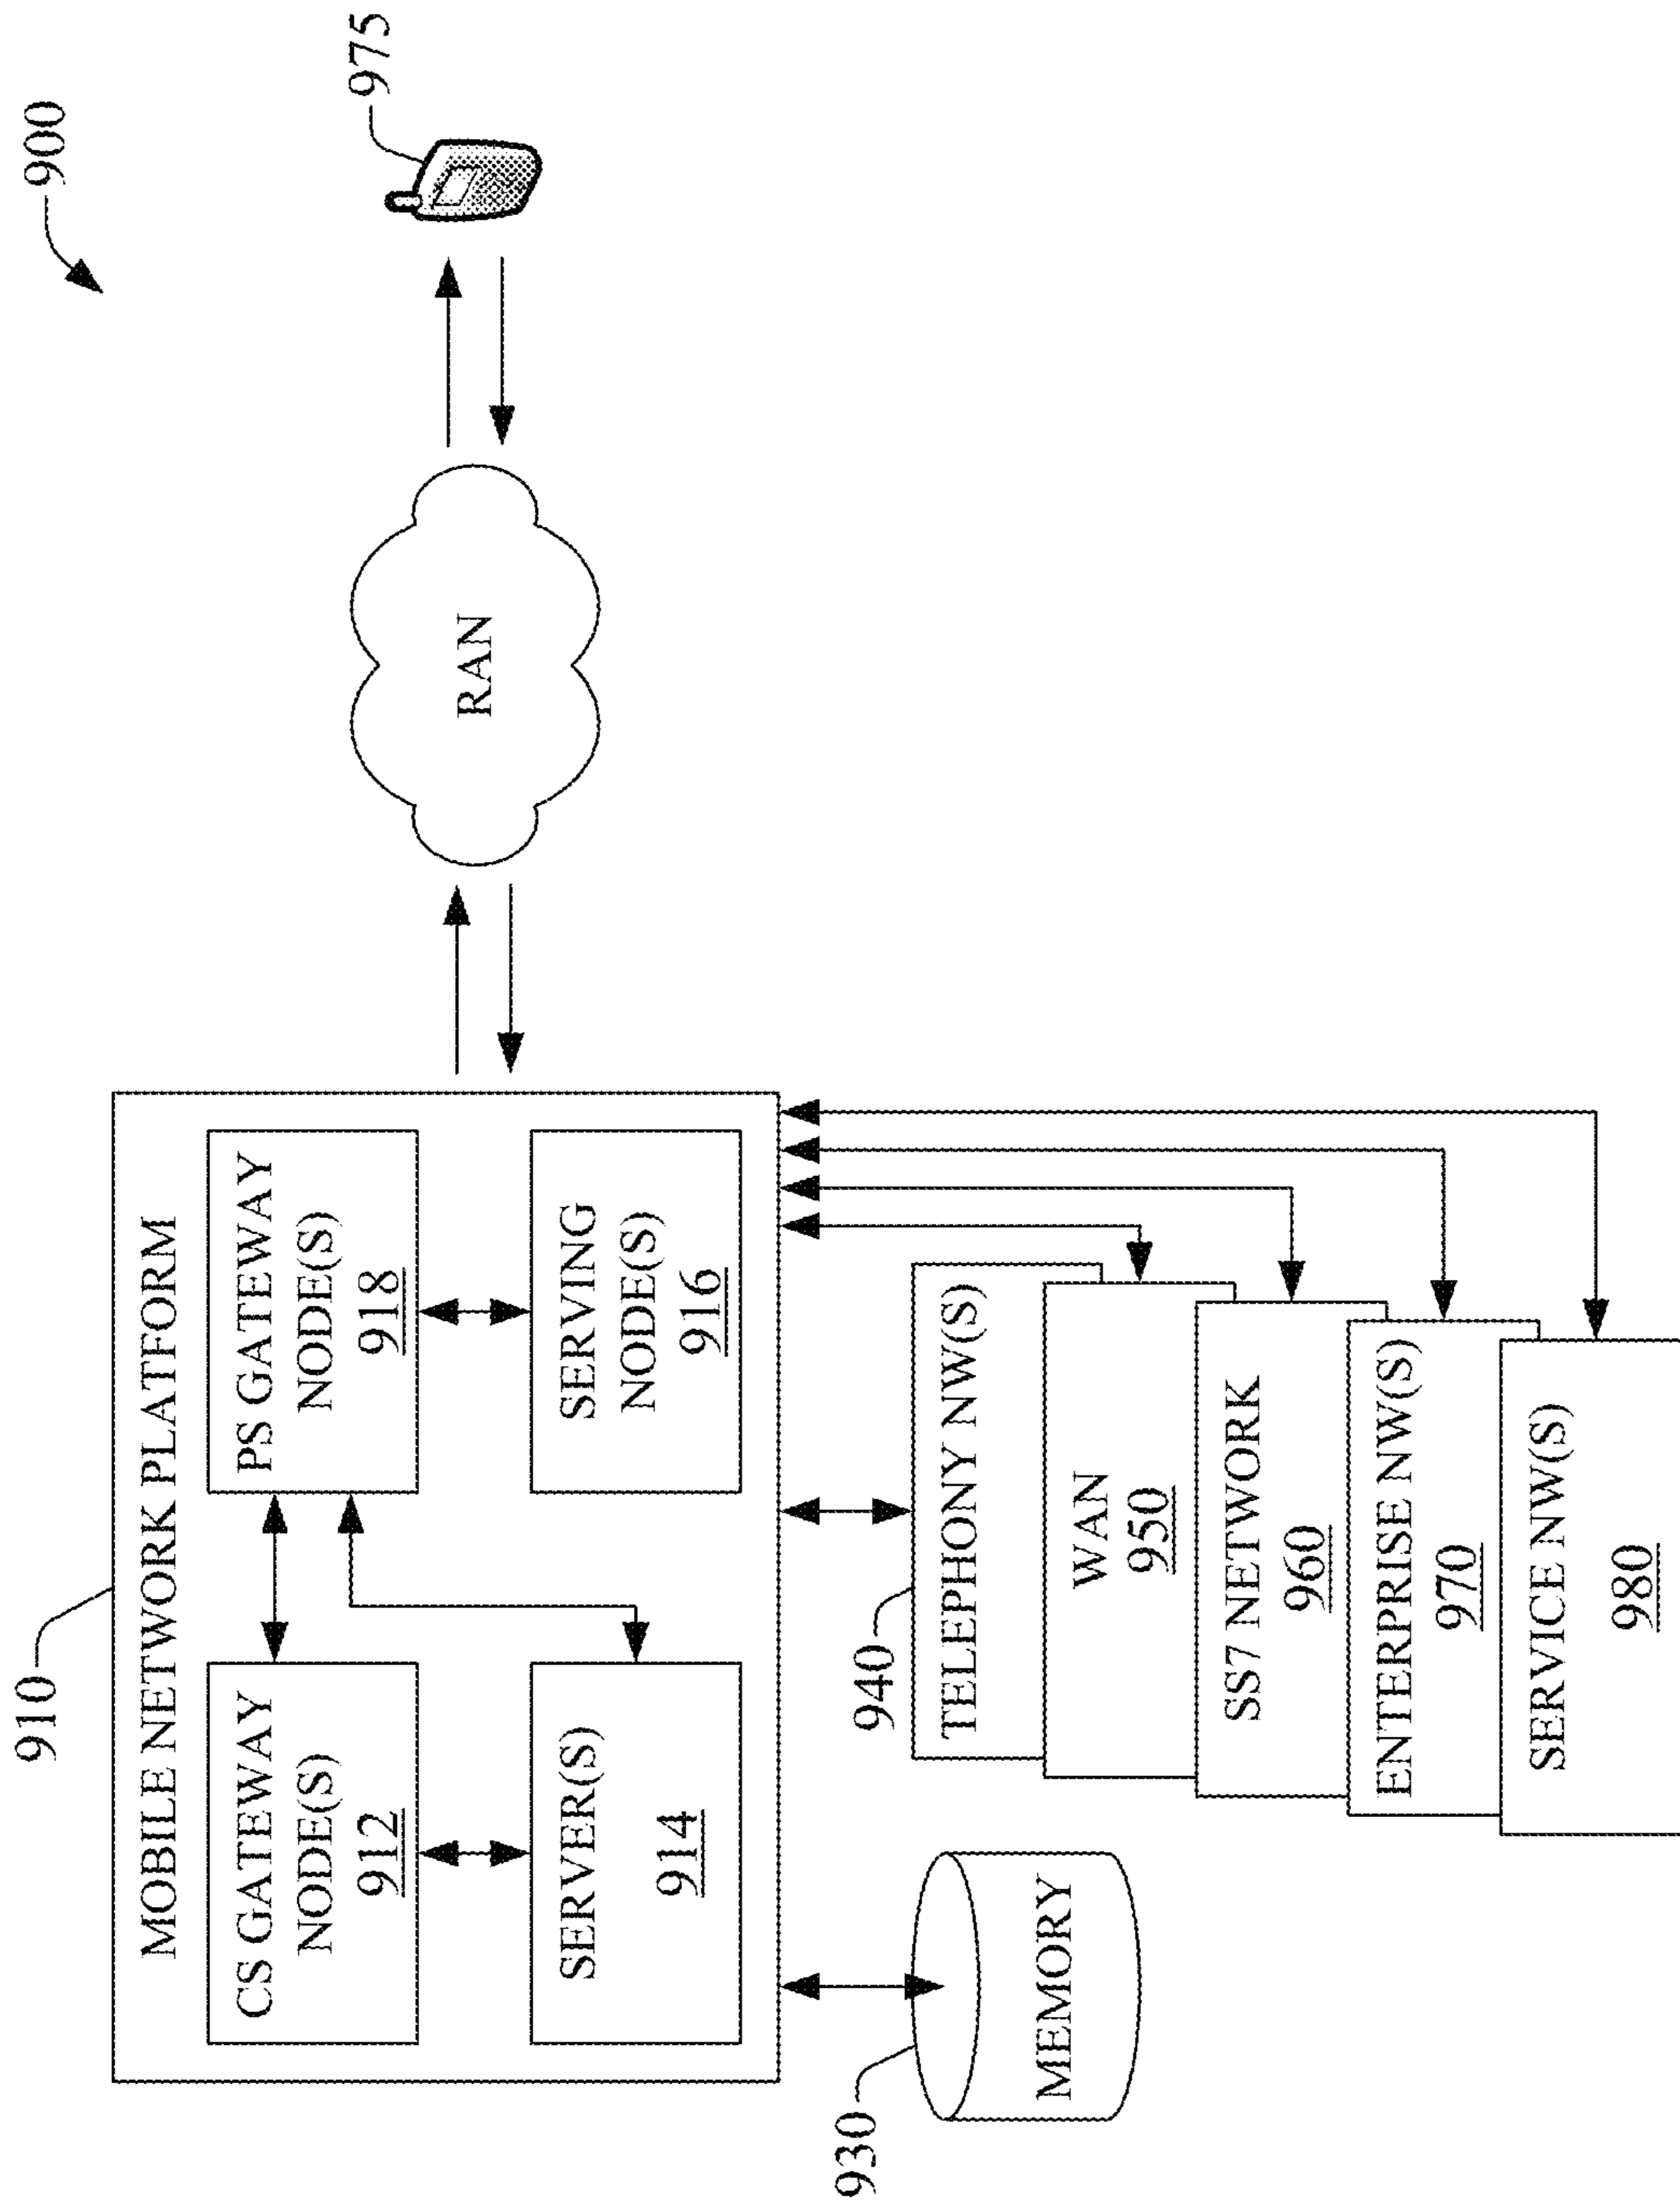 900
910
MOBILE NETWORK PLATFORM
CS GATEWAY
NODE(S)
912
PS GATEWAY
NODE(S)
918
SERVER(S)
914
SERVING
NODE(S)
916
RAN
975
930
MEMORY
940
TELEPHONY NW(S)
WAN
950
SS7 NETWORK
960
ENTERPRISE NW(S)
970
SERVICE NW(S)
980